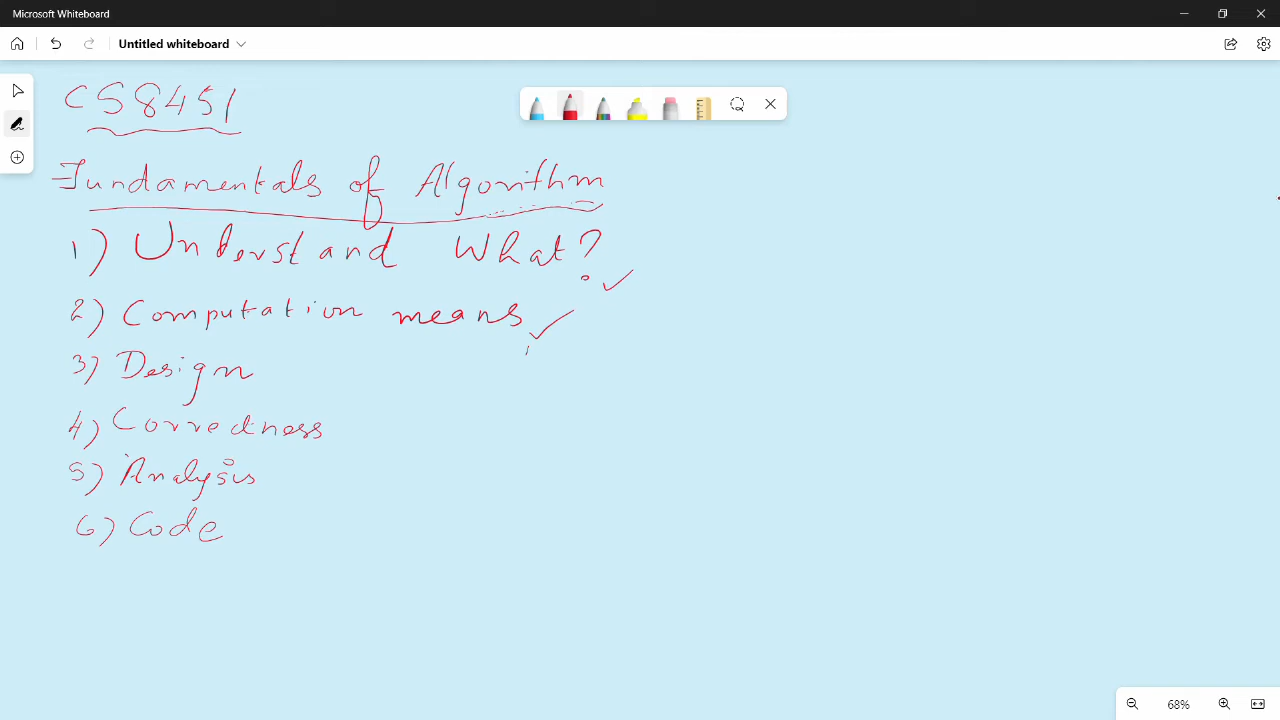 Microsoft Whiteboard
Untitled whiteboard
CS8451
Fundamentals of Algorithm
1) Understand What?
2) Computation means
3) Design
4) Correctness
5) Analysis
6) Code
68%